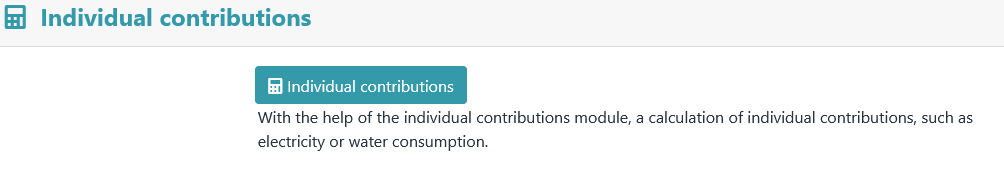 Individual contributions
Individual contributions
With the help of the individual contributions module, a calculation of individual contributions, such as
electricity or water consumption.